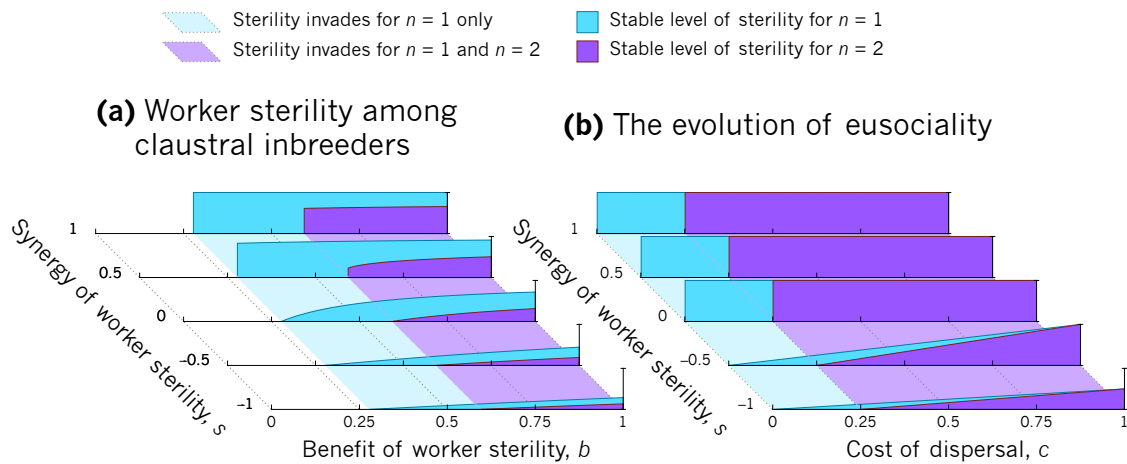 Sterility invades for n = 1 only
Stable level of sterility for n = 1
Sterility invades for n = 1 and n = 2
Stable level of sterility for n = 2
(a) Worker sterility among
claustral inbreeders
(b) The evolution of eusociality
1
0.5
0
−0.5
−1
Synergy of worker sterility, s
0
0.25
0.5
0.75
1
Benefit of worker sterility, b
1
0.5
0
−0.5
−1
Synergy of worker sterility, s
0
0.25
0.5
0.75
1
Cost of dispersal, c